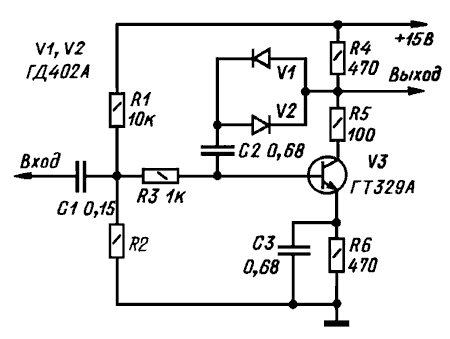 +15В
V1, V2
ГД402А
R4
470
V1
Выход
R1
10к
V2
R5
100
Вход
C2 0,68
V3
C1 0,15
R3 1к
ГТ329А
R2
C3
0,68
R6
470